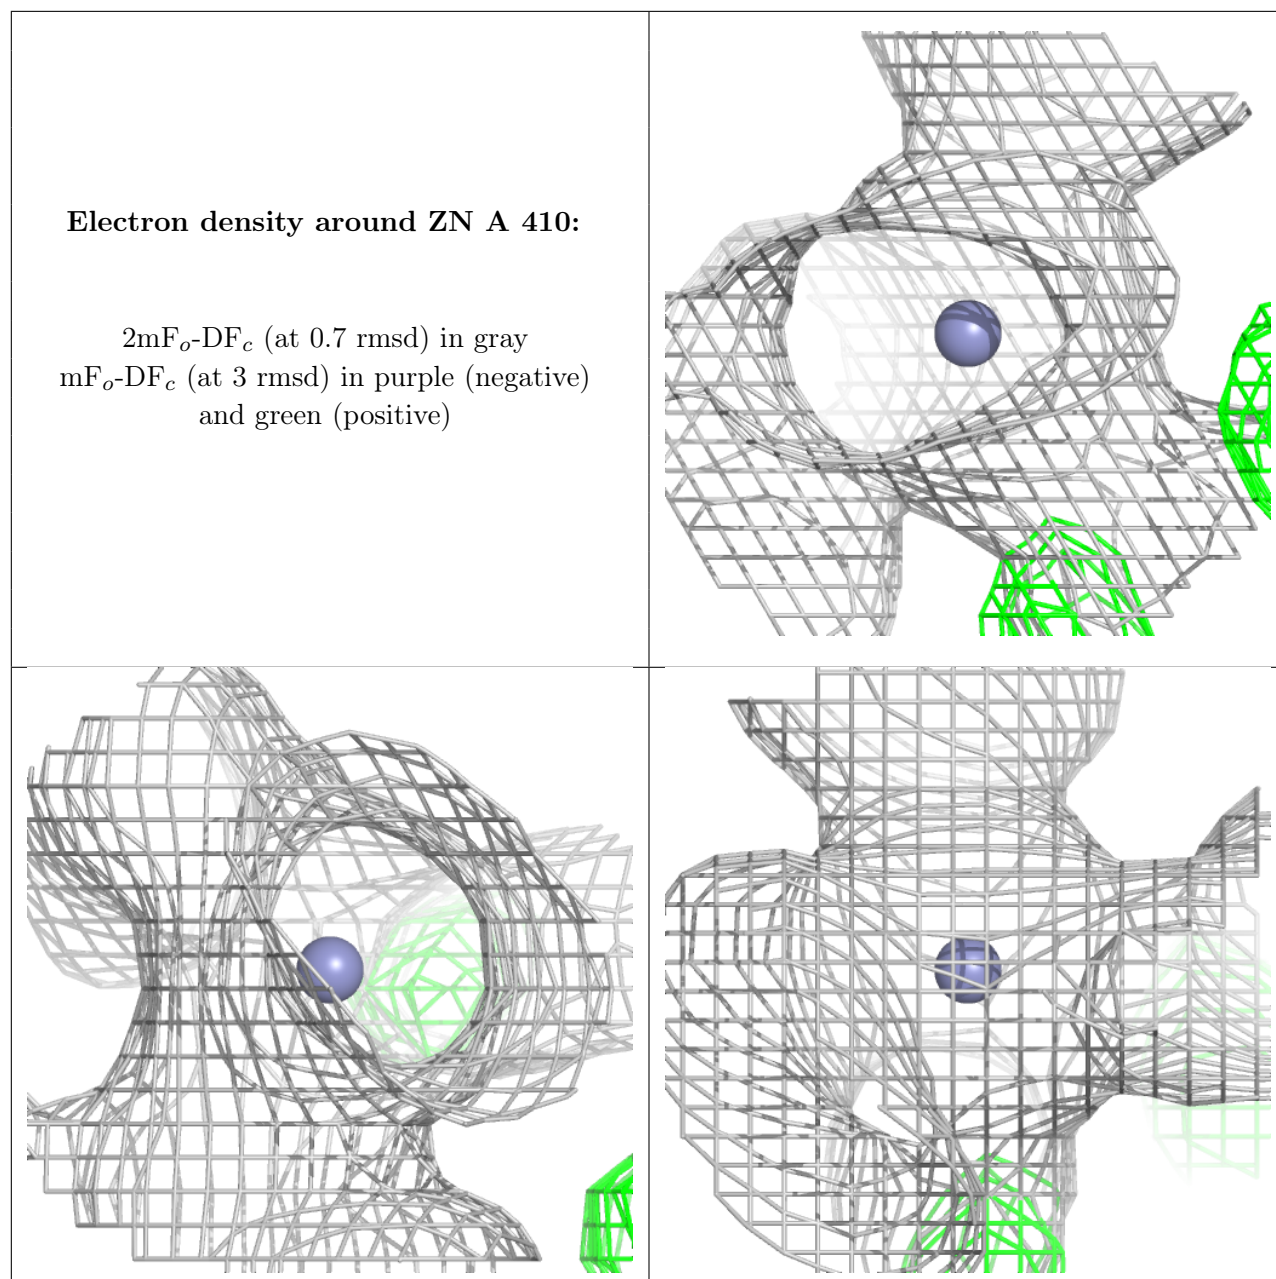 Electron density around ZN A 410:
2mFo-DFc (at 0.7 rmsd) in gray
mFo-DFc (at 3 rmsd) in purple (negative)
and green (positive)